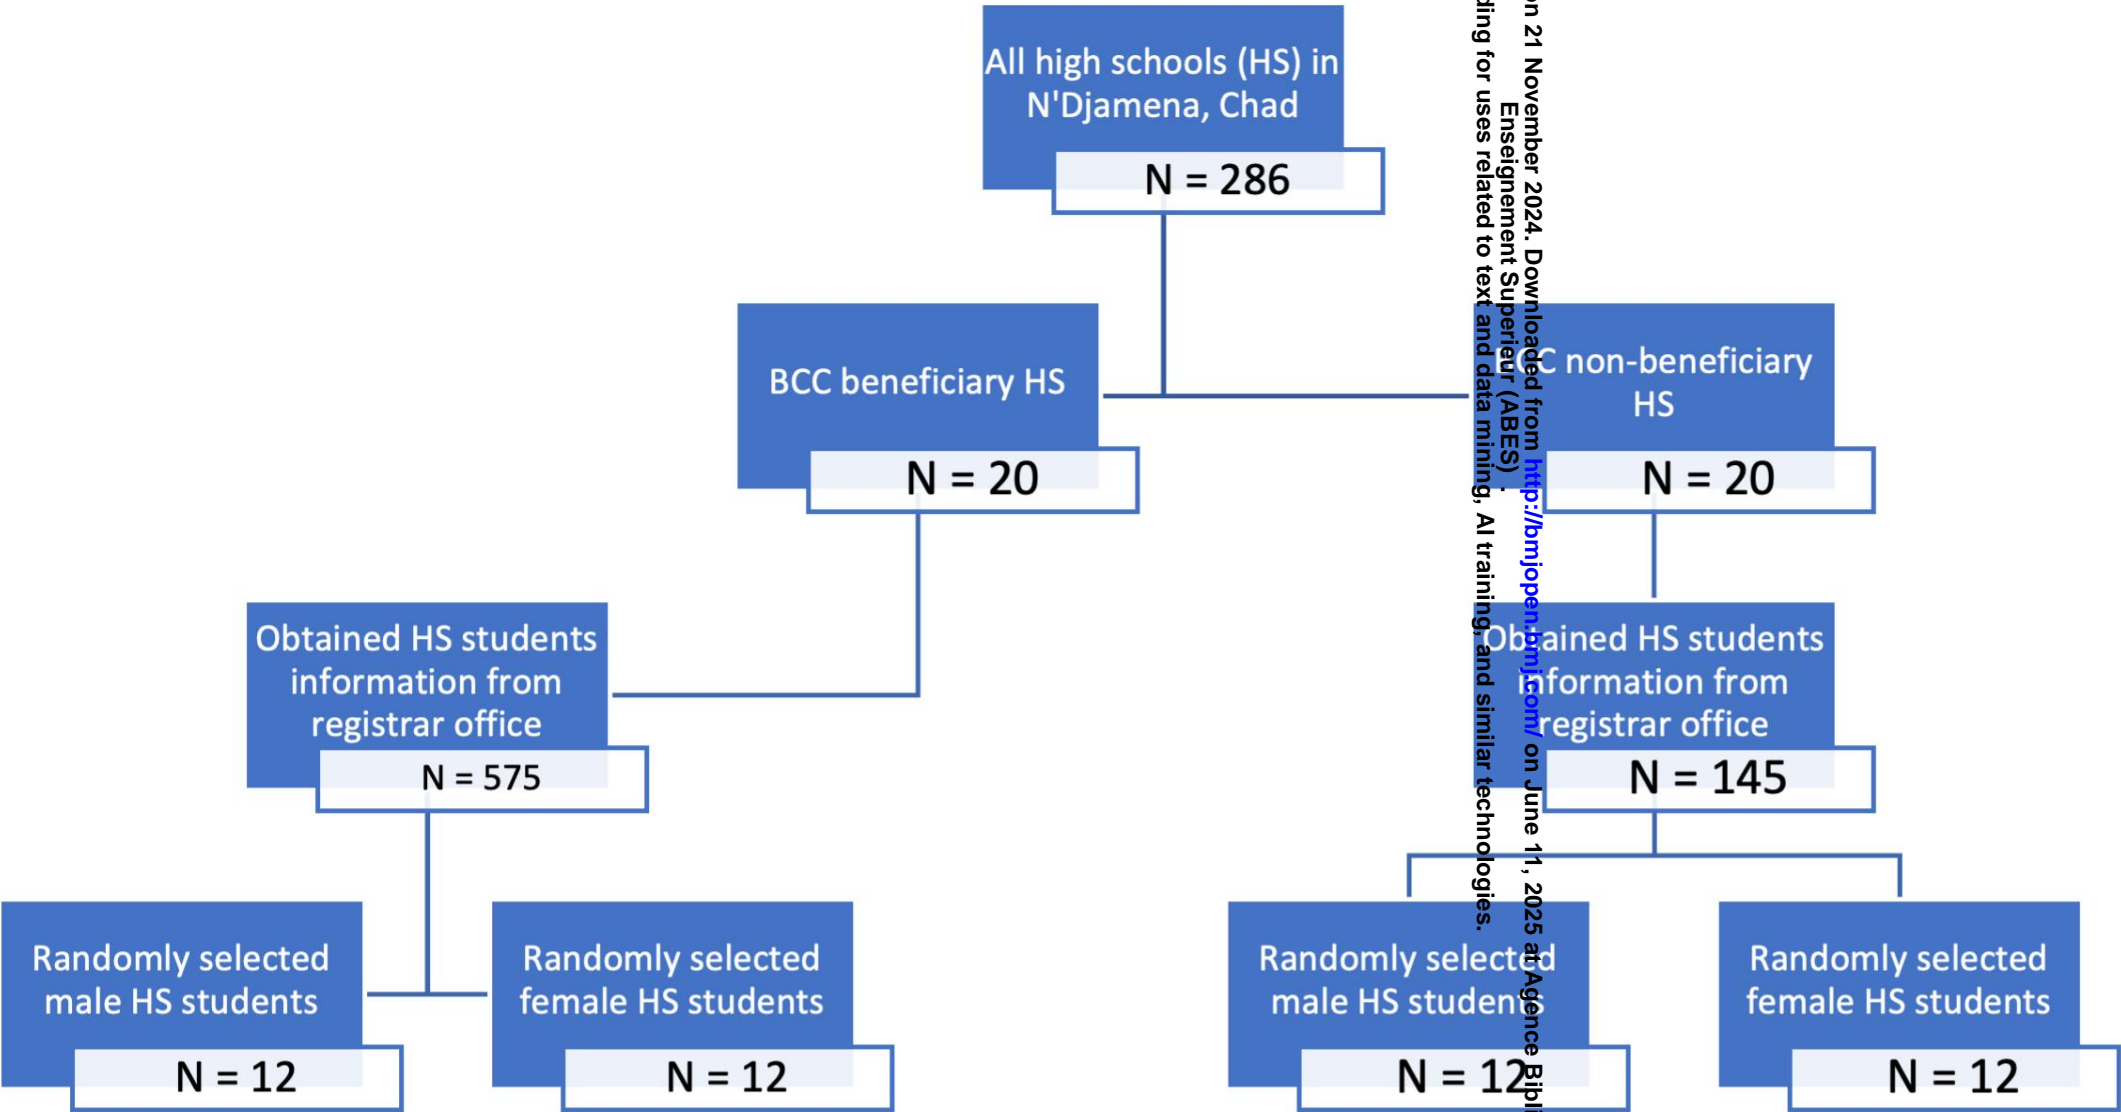 All high schools (HS) in
N'Djamena, Chad
N = 286
BCC beneficiary HS
N = 20
BCC non-beneficiary
HS
N = 20
Obtained HS students
information from
registrar office
N = 575
Obtained HS students
information from
registrar office
N = 145
Randomly selected
male HS students
N = 12
Randomly selected
female HS students
N = 12
Randomly selected
male HS students
N = 12
Randomly selected
female HS students
N = 12
21 November 2024. Downloaded from http://bmjopen.bmj.com/ on June 11, 2025 at Agence
Enseignement Superieur (ABES) .
for uses related to text and data mining, AI training, and similar technologies.